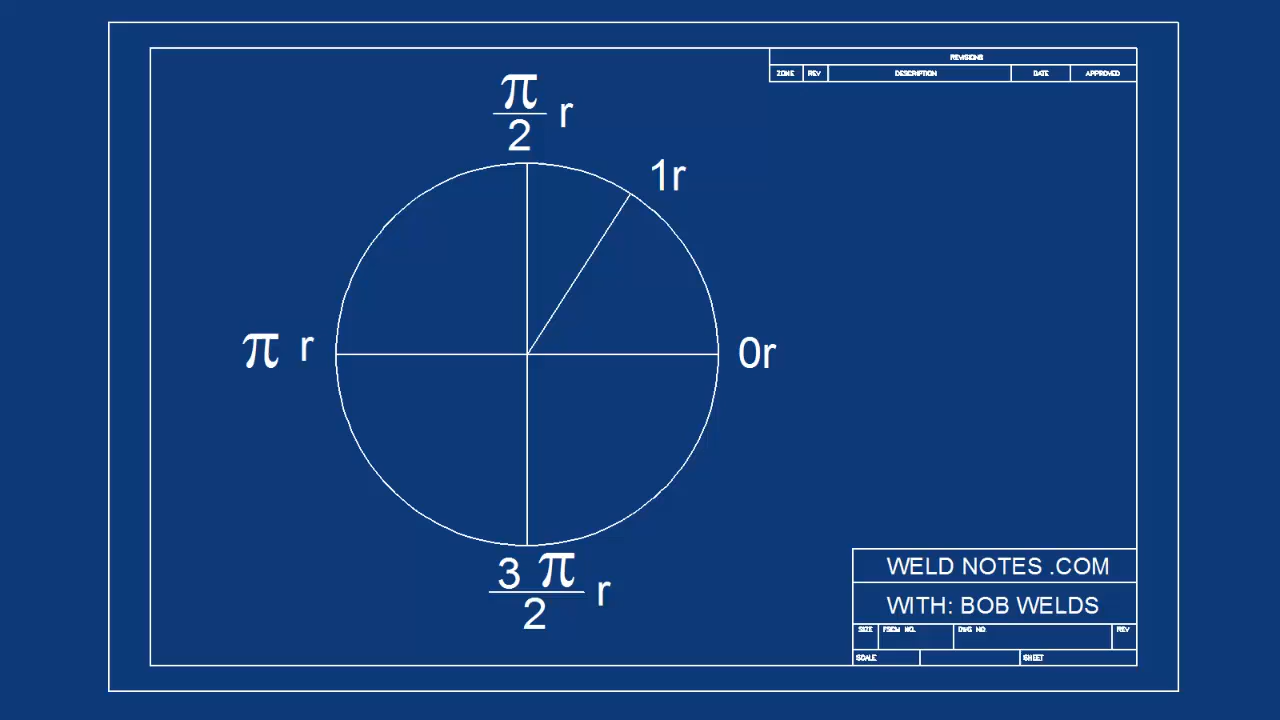 REVISIONS
ZONE REV DESCRIPTION DATE APPROVED
π
2 r
1r
π r
0r
3 π
2 r
WELD NOTES .COM
WITH: BOB WELDS
SIZE FSCM NO. DWG NO. REV
SCALE SHEET